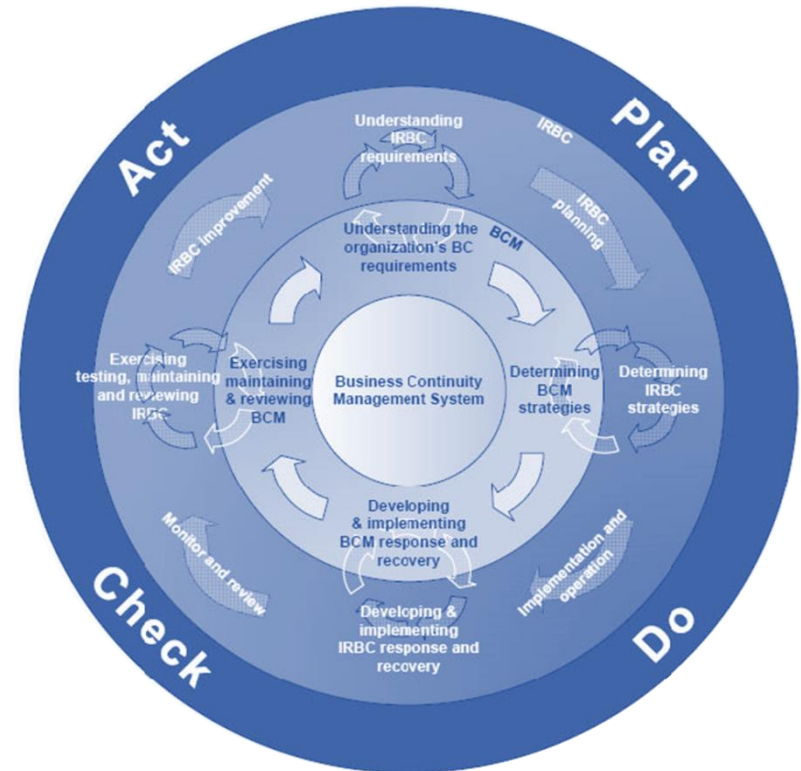 Act
Plan
Understanding
IRBC
requirements
IRBC
IRBC improvement
IRBC
planning
Understanding the
organization's BC
requirements
BCM
Exercising
testing, maintaining
and reviewing
IRBC
Exercising
maintaining
& reviewing
BCM
Business Continuity
Management System
Determining
BCM
strategies
Determining
IRBC
strategies
Developing
& implementing
BCM response and
recovery
Monitor and review
Implementation and
operation
Developing &
implementing
IRBC response and
recovery
Check
Do